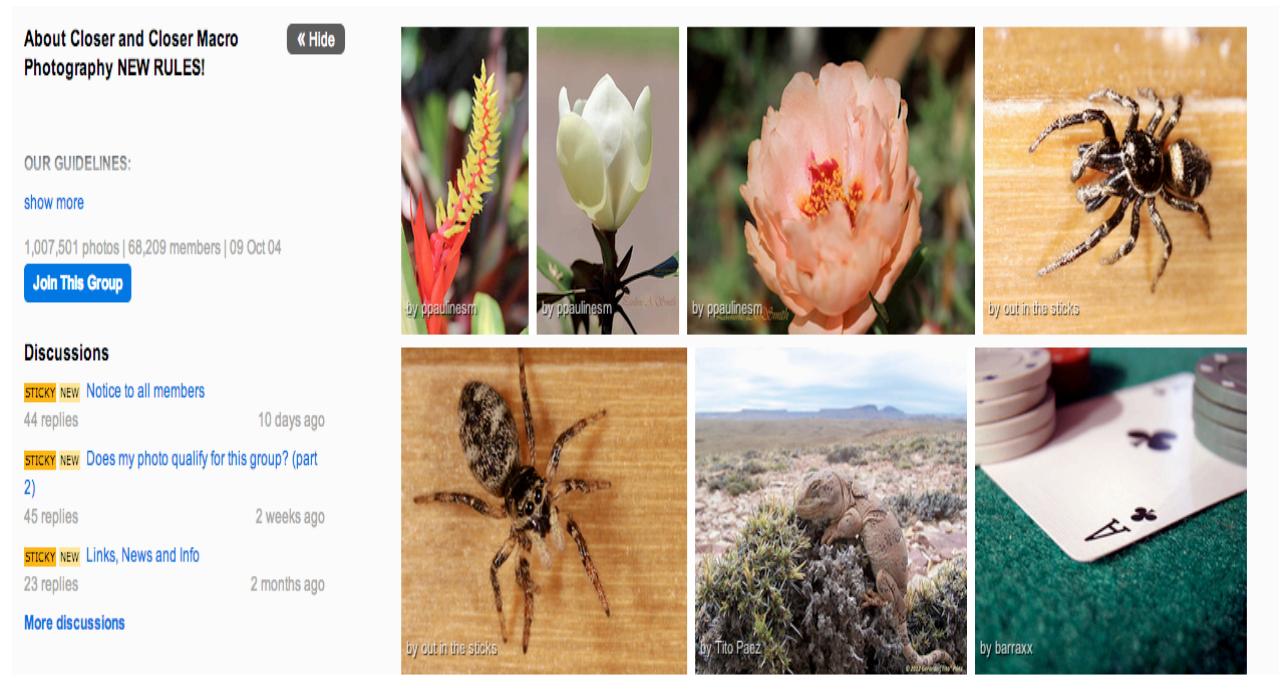 About Closer and Closer Macro
Photography NEW RULES!
« Hide
OUR GUIDELINES:
show more
1,007,501 photos | 68,209 members | 09 Oct 04
Join This Group
Discussions
STICKY NEW Notice to all members
44 replies 10 days ago
STICKY NEW Does my photo qualify for this group? (part
2)
45 replies 2 weeks ago
STICKY NEW Links, News and Info
23 replies 2 months ago
More discussions
by ppaulinesm
by ppaulinesm
by ppaulinesm
by out in the sticks
by out in the sticks
by Tito Paez
by barraxx
A